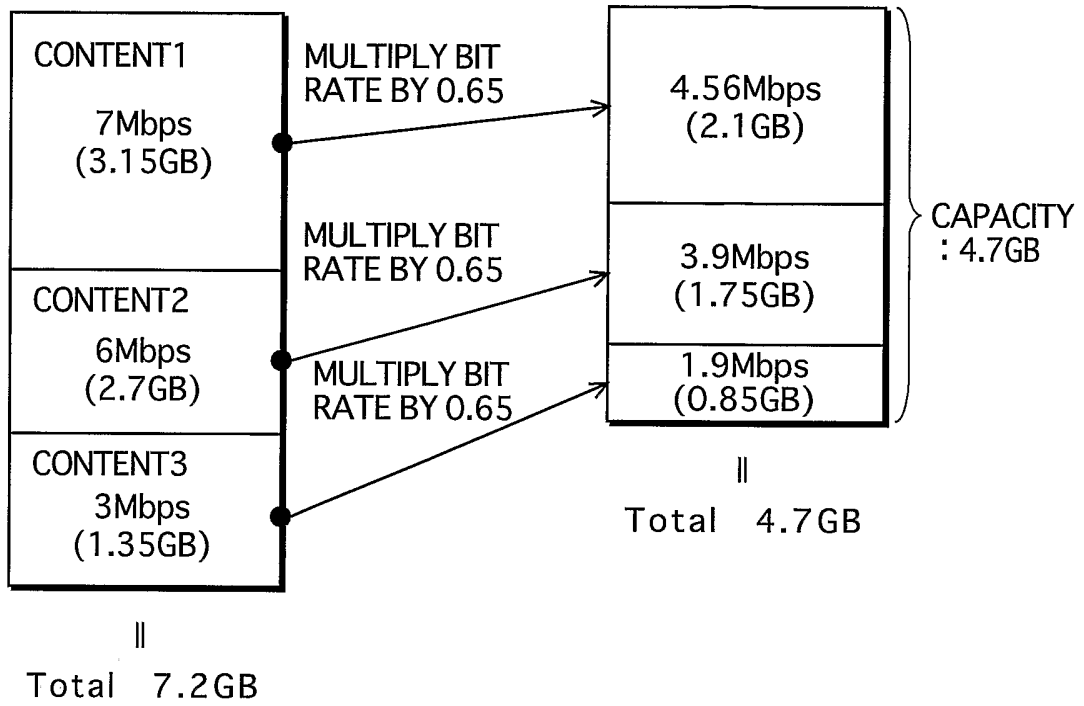 CONTENT1
7Mbps
(3.15GB)
CONTENT2
6Mbps
(2.7GB)
CONTENT3
3Mbps
(1.35GB)
||
Total 7.2GB
MULTIPLY BIT
RATE BY 0.65
MULTIPLY BIT
RATE BY 0.65
MULTIPLY BIT
RATE BY 0.65
4.56Mbps
(2.1GB)
3.9Mbps
(1.75GB)
1.9Mbps
(0.85GB)
||
Total 4.7GB
CAPACITY
: 4.7GB